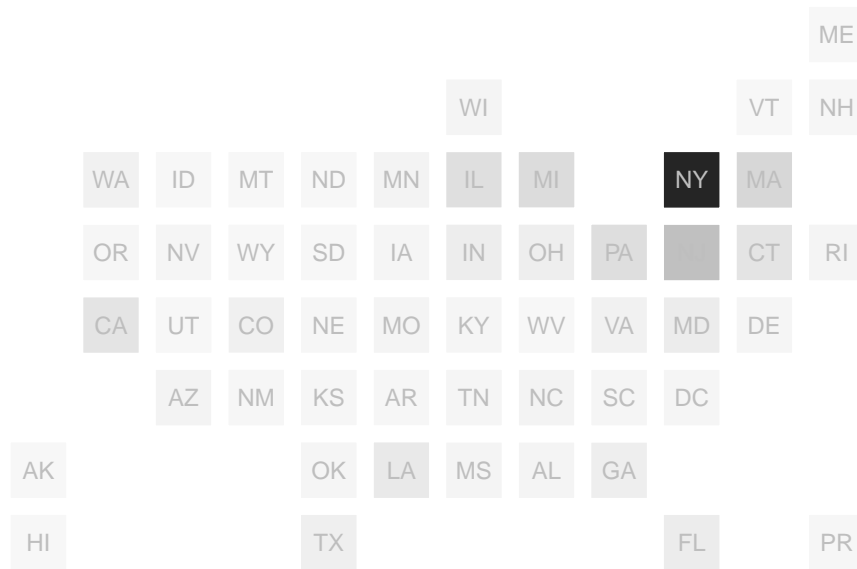 ME
WI VT NH
WA ID MT ND MN IL MI NY MA
OR NV WY SD IA IN OH PA NJ CT RI
CA UT CO NE MO KY WV VA MD DE
AZ NM KS AR TN NC SC DC
AK OK LA MS AL GA
HI TX FL PR